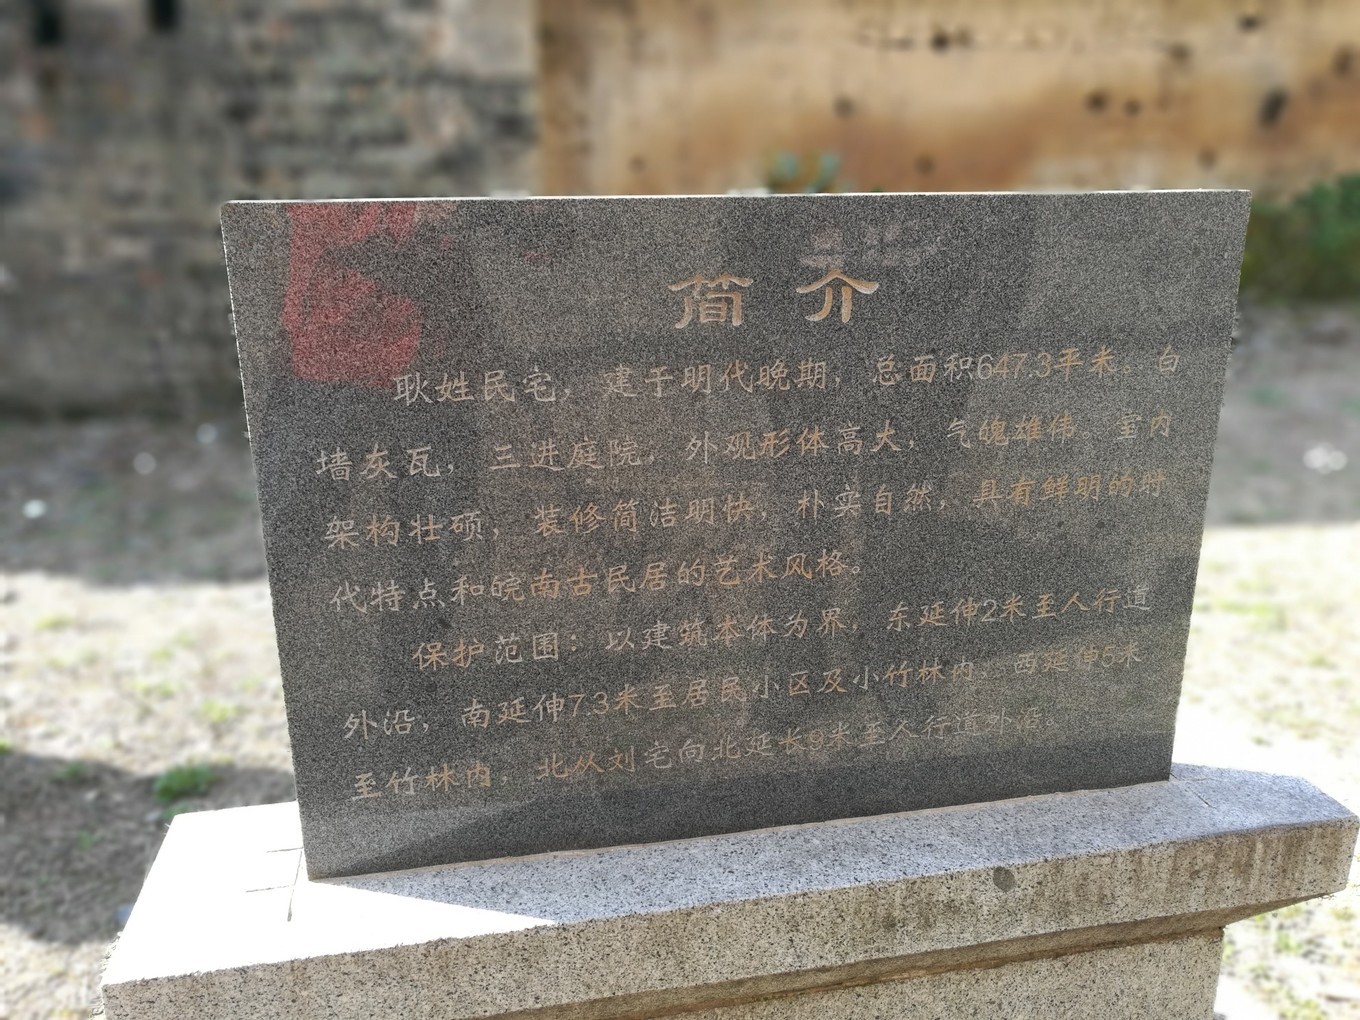 简介
耿姓民宅，建于明代晚期，总面积647.3平米。白
墙灰瓦，三进庭院，外观形体高大，气魄雄伟。室内
架构壮硕，装修简洁明快，朴实自然，具有鲜明的时
代特点和皖南古民居的艺术风格。
保护范围：以建筑本体为界，东延伸2米至人行道
外沿，南延伸7.3米至居民小区及小竹林内，西延伸5米
至竹林内，北从刘宅向北延长9米至人行道外沿。